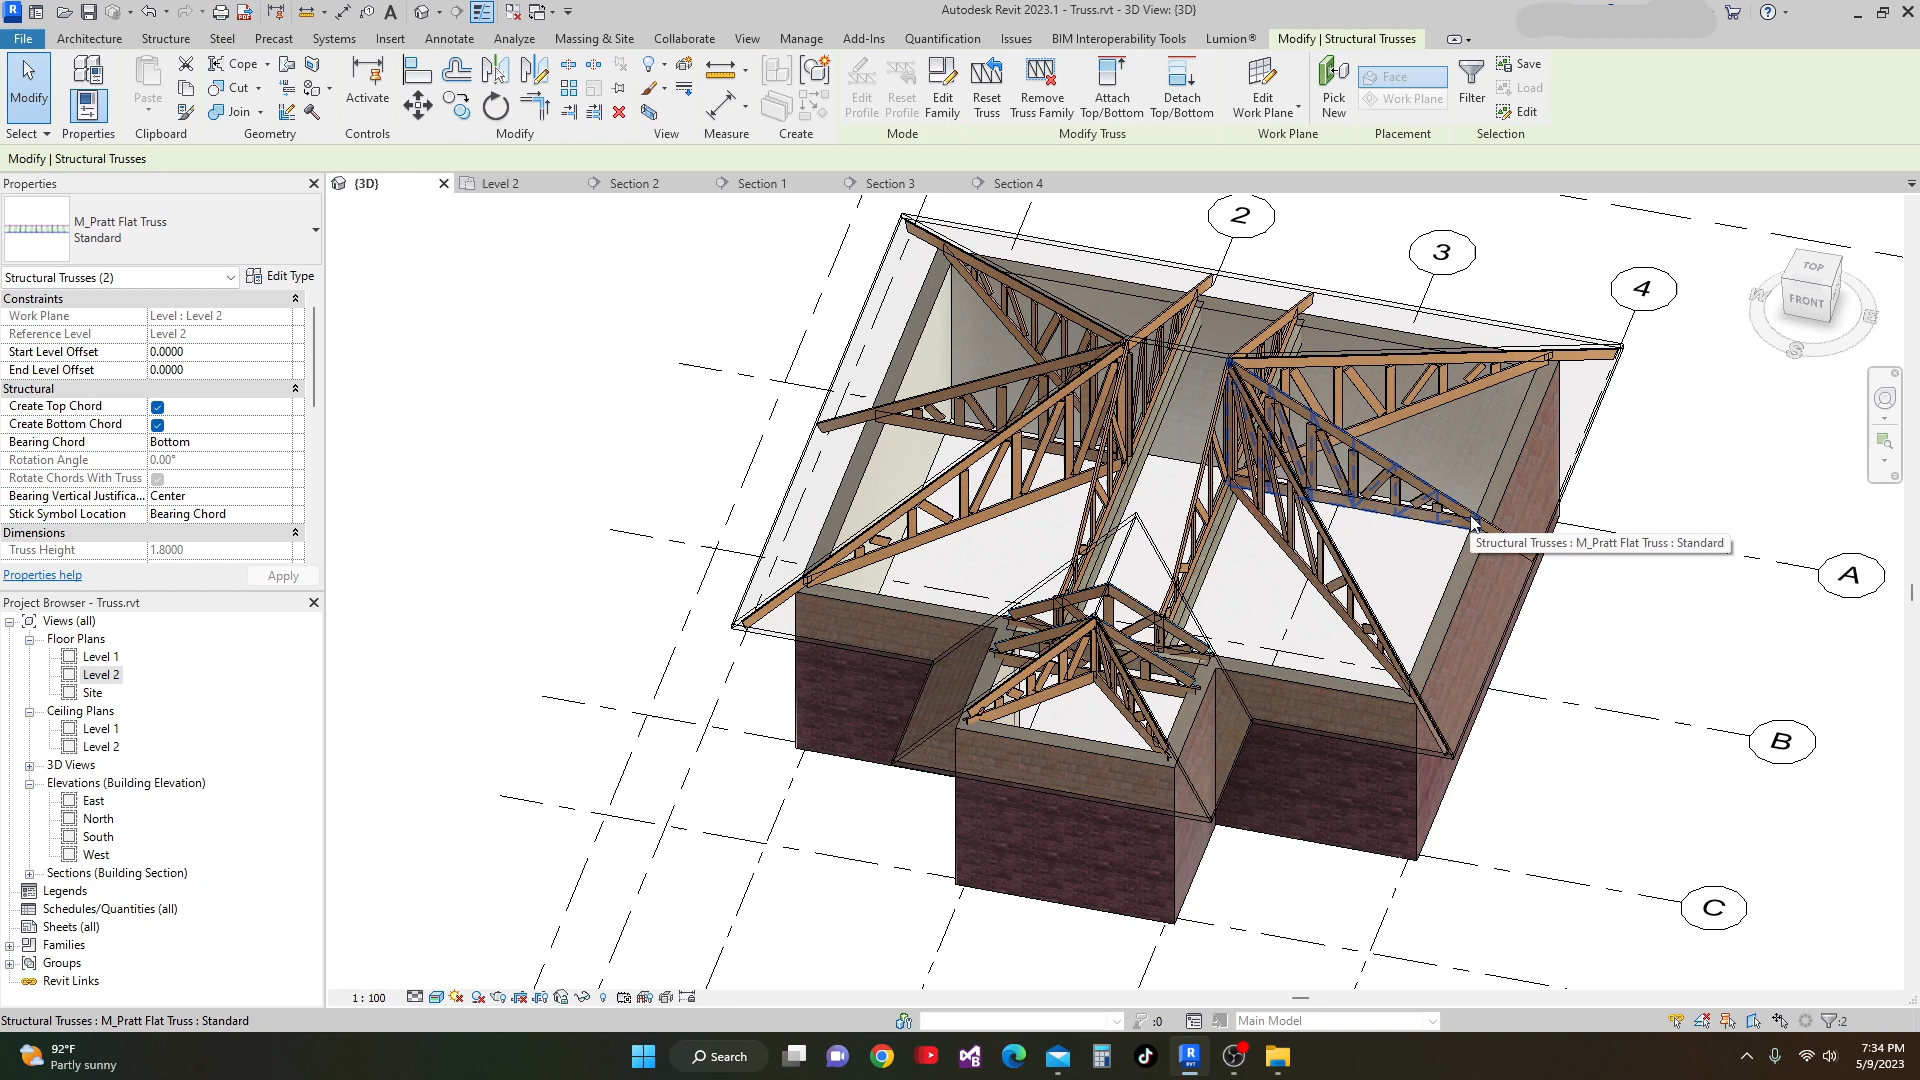 Autodesk Revit 2023.1 - Truss.rvt - 3D View: {3D}
File Architecture Structure Steel Precast Systems Insert Annotate Analyze Massing & Site Collaborate View Manage Add-Ins Quantification Issues BIM Interoperability Tools Lumion® Modify | Structural Trusses
Modify
Paste
Cope
Cut
Join
Activate
Edit Profile
Reset Profile
Edit Family
Reset Truss
Remove Truss Family
Attach Top/Bottom
Detach Top/Bottom
Edit Work Plane
Pick New
Face
Work Plane
Filter
Save
Load
Edit
Select Properties Clipboard Geometry Controls Modify View Measure Create Mode Modify Truss Work Plane Placement Selection
Modify | Structural Trusses
Properties
{3D} Level 2 Section 2 Section 1 Section 3 Section 4
M_Pratt Flat Truss
Standard
Structural Trusses (2) Edit Type
Constraints
Work Plane Level : Level 2
Reference Level Level 2
Start Level Offset 0.0000
End Level Offset 0.0000
Structural
Create Top Chord
Create Bottom Chord
Bearing Chord Bottom
Rotation Angle 0.00°
Rotate Chords With Truss
Bearing Vertical Justifica... Center
Stick Symbol Location Bearing Chord
Dimensions
Truss Height 1.8000
Properties help Apply
Project Browser - Truss.rvt
Views (all)
Floor Plans
Level 1
Level 2
Site
Ceiling Plans
Level 1
Level 2
3D Views
Elevations (Building Elevation)
East
North
South
West
Sections (Building Section)
Legends
Schedules/Quantities (all)
Sheets (all)
Families
Groups
Revit Links
2
3
4
TOP
FRONT
W
E
S
Structural Trusses : M_Pratt Flat Truss : Standard
A
B
C
1 : 100
Structural Trusses : M_Pratt Flat Truss : Standard
:0
Main Model
:2
92°F
Partly sunny
Search
7:34 PM
5/9/2023